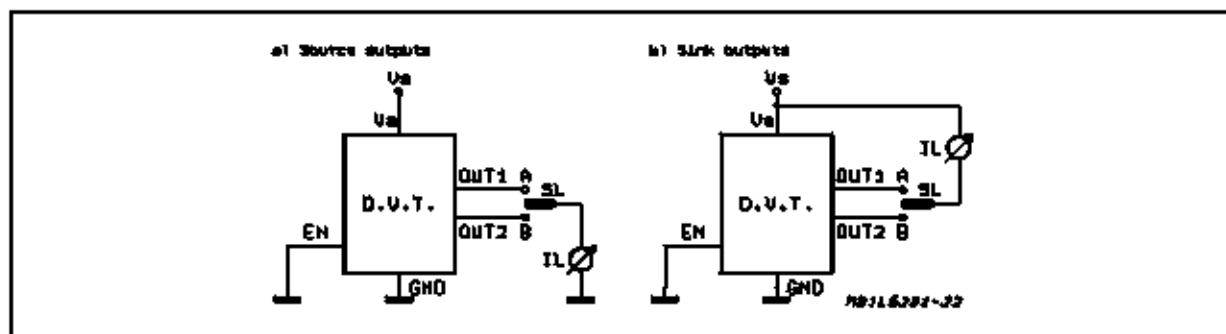 a) Source outputs
Vs
Vs
OUT1 A
SL
D.U.T.
EN
OUT2 B
IL
GND
b) Sink outputs
Vs
Vs
IL
OUT1 A
SL
D.U.T.
EN
OUT2 B
GND